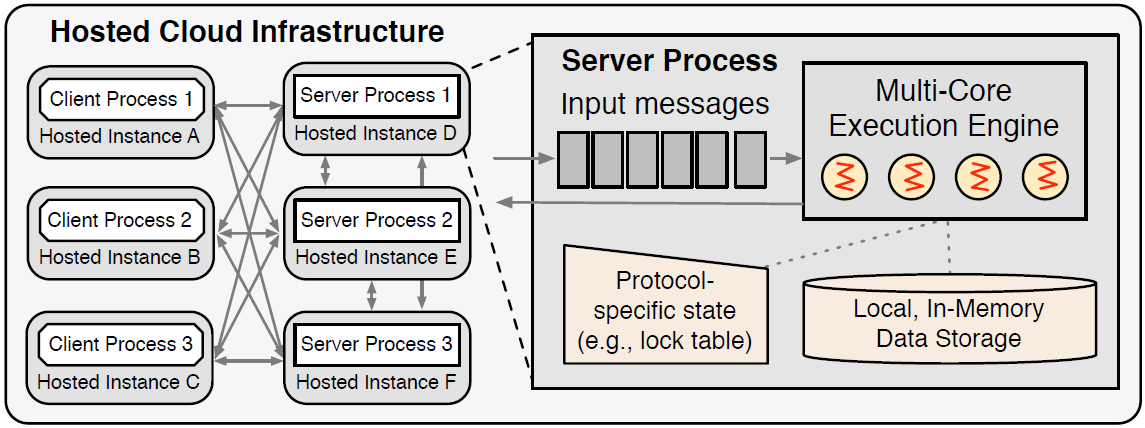 Hosted Cloud Infrastructure
Client Process 1
Hosted Instance A
Server Process 1
Hosted Instance D
Client Process 2
Hosted Instance B
Server Process 2
Hosted Instance E
Client Process 3
Hosted Instance C
Server Process 3
Hosted Instance F
Server Process
Input messages
Multi-Core
Execution Engine
Protocol-
specific state
(e.g., lock table)
Local, In-Memory
Data Storage